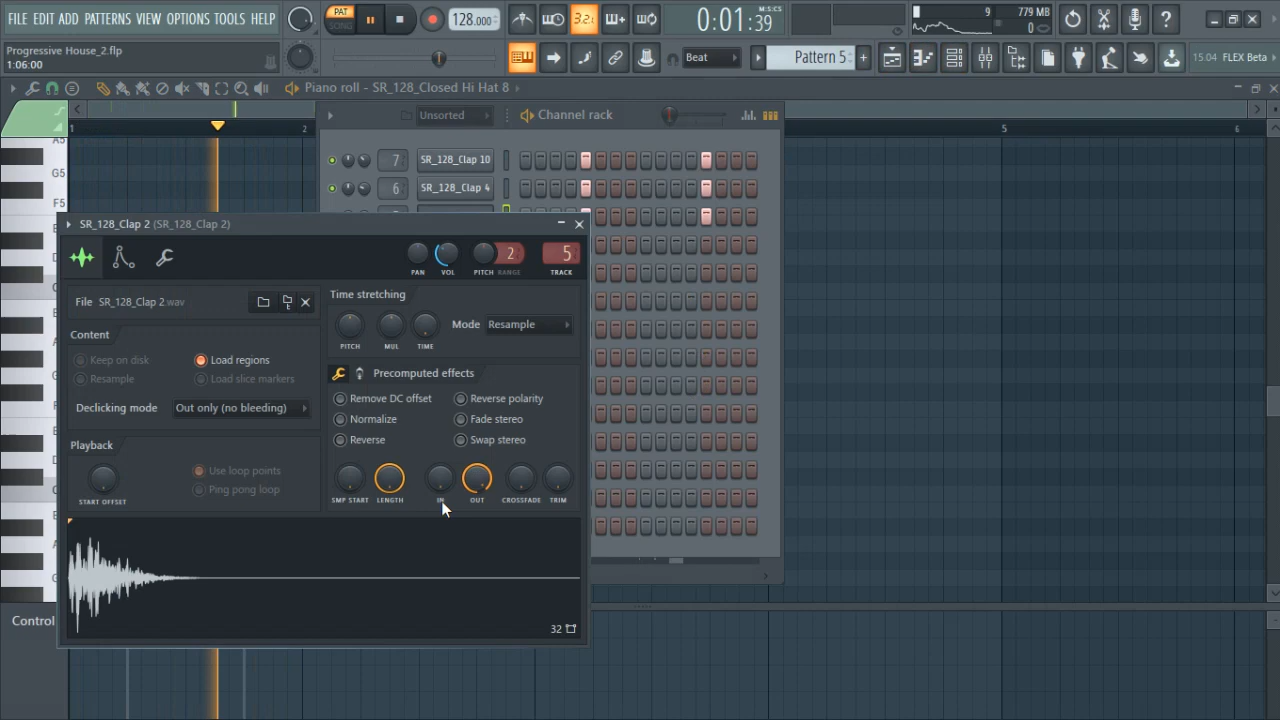 FILE EDIT ADD PATTERNS VIEW OPTIONS TOOLS HELP
PAT
SONG
128.000
3.2.
0:01:39
M:S:CS
9
779 MB
0
Progressive House_2.flp
1:06:00
Beat
Pattern 5
15:04 FLEX Beta
Piano roll - SR_128_Closed Hi Hat 8
1
2
5
6
Unsorted
Channel rack
A5
G5
F5
7
SR_128_Clap 10
6
SR_128_Clap 4
SR_128_Clap 2 (SR_128_Clap 2)
2
5
PAN
VOL
PITCH RANGE
TRACK
File SR_128_Clap 2.wav
Time stretching
Mode Resample
PITCH
MUL
TIME
Content
Keep on disk
Load regions
Resample
Load slice markers
Declicking mode
Out only (no bleeding)
Precomputed effects
Remove DC offset
Reverse polarity
Normalize
Fade stereo
Reverse
Swap stereo
Playback
Use loop points
Ping pong loop
START OFFSET
SMP START
LENGTH
IN
OUT
CROSSFADE
TRIM
32
Control